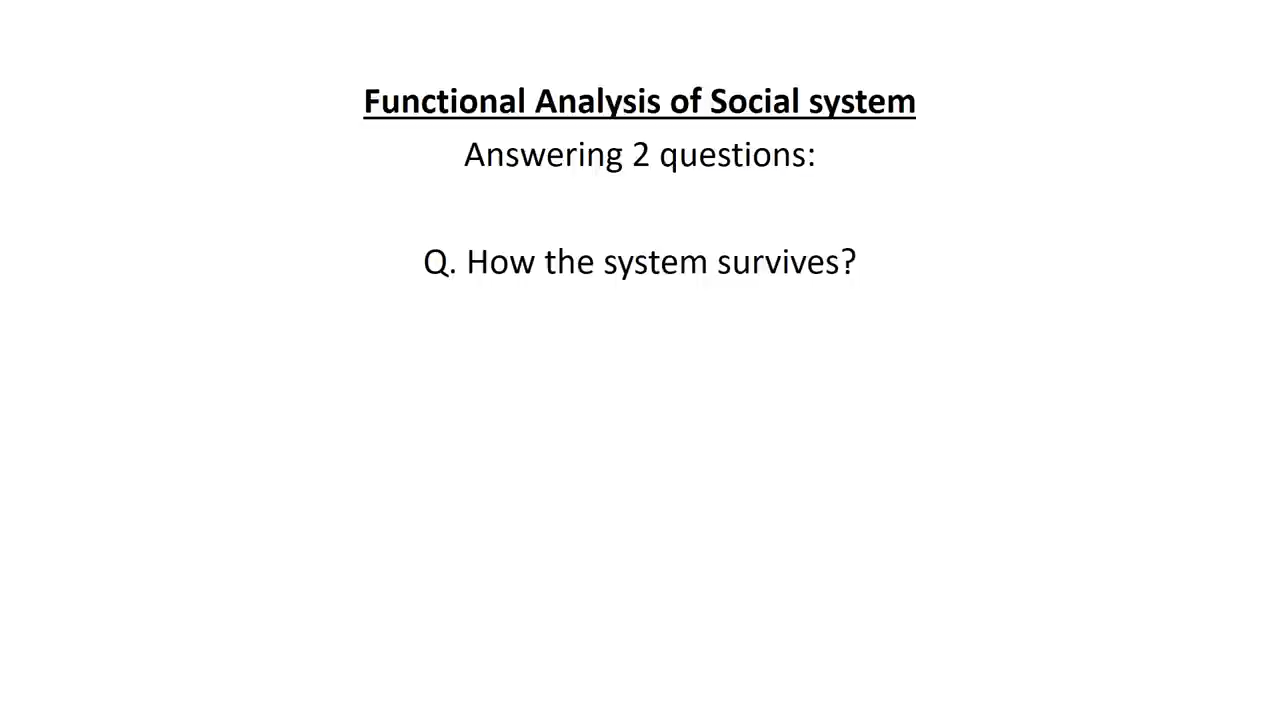 Functional Analysis of Social system
Answering 2 questions:
Q. How the system survives?